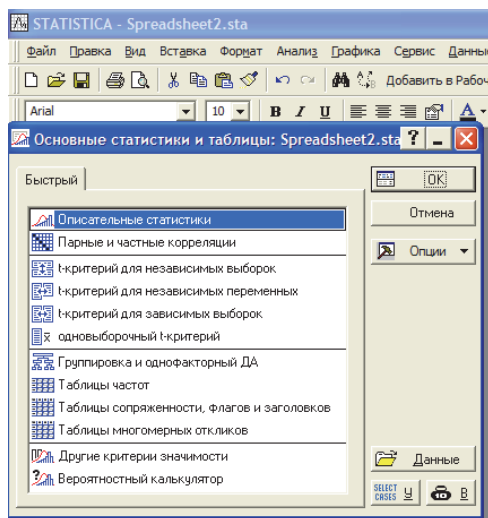 STATISTICA - Spreadsheet2.sta
Файл Правка Вид Вставка Формат Анализ Графика Сервис Данны
Добавить в Рабоч
Arial 10 B I U A
Основные статистики и таблицы: Spreadsheet2.sta ? _ X
Быстрый
OK
Описательные статистики
Отмена
Парные и частные корреляции
Опции
t-критерий для независимых выборок
t-критерий для независимых переменных
t-критерий для зависимых выборок
одновыборочный t-критерий
Группировка и однофакторный ДА
Таблицы частот
Таблицы сопряженности, флагов и заголовков
Таблицы многомерных откликов
Другие критерии значимости
Данные
Вероятностный калькулятор
SELECT CASES У В